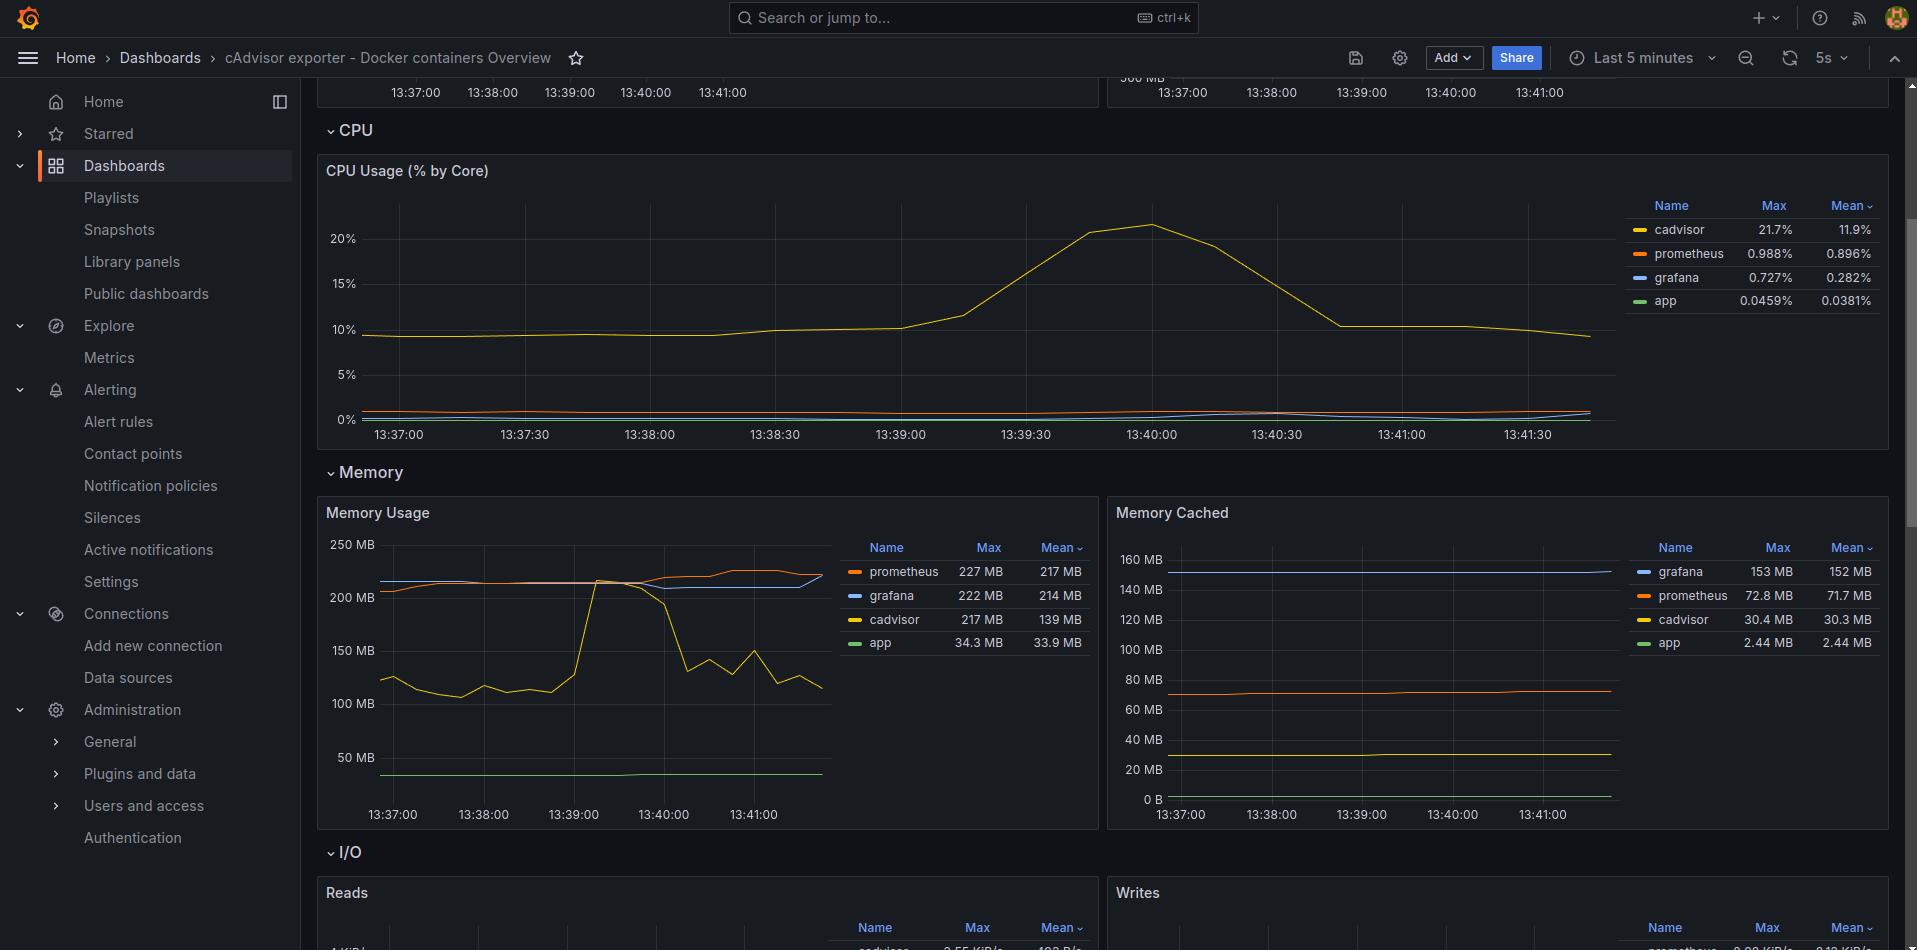 Search or jump to...
ctrl+k
Home › Dashboards › cAdvisor exporter - Docker containers Overview
Add
Share
Last 5 minutes
5s
Home
Starred
Dashboards
Playlists
Snapshots
Library panels
Public dashboards
Explore
Metrics
Alerting
Alert rules
Contact points
Notification policies
Silences
Active notifications
Settings
Connections
Add new connection
Data sources
Administration
General
Plugins and data
Users and access
Authentication
13:37:00 13:38:00 13:39:00 13:40:00 13:41:00
13:37:00 13:38:00 13:39:00 13:40:00 13:41:00
CPU
CPU Usage (% by Core)
20%
15%
10%
5%
0%
13:37:00 13:37:30 13:38:00 13:38:30 13:39:00 13:39:30 13:40:00 13:40:30 13:41:00 13:41:30
Name Max Mean
cadvisor 21.7% 11.9%
prometheus 0.988% 0.896%
grafana 0.727% 0.282%
app 0.0459% 0.0381%
Memory
Memory Usage
250 MB
200 MB
150 MB
100 MB
50 MB
13:37:00 13:38:00 13:39:00 13:40:00 13:41:00
Name Max Mean
prometheus 227 MB 217 MB
grafana 222 MB 214 MB
cadvisor 217 MB 139 MB
app 34.3 MB 33.9 MB
Memory Cached
160 MB
140 MB
120 MB
100 MB
80 MB
60 MB
40 MB
20 MB
0 B
13:37:00 13:38:00 13:39:00 13:40:00 13:41:00
Name Max Mean
grafana 153 MB 152 MB
prometheus 72.8 MB 71.7 MB
cadvisor 30.4 MB 30.3 MB
app 2.44 MB 2.44 MB
I/O
Reads
Name Max Mean
Writes
Name Max Mean